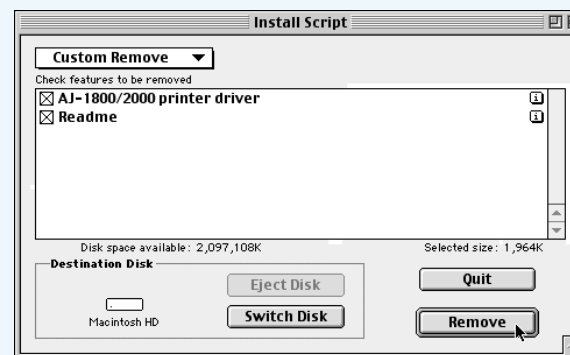 Install Script
Custom Remove
Check features to be removed
AJ-1800/2000 printer driver
Readme
Disk space available: 2,097,108K
Selected size: 1,964K
Destination Disk
Eject Disk
Quit
Macintosh HD
Switch Disk
Remove